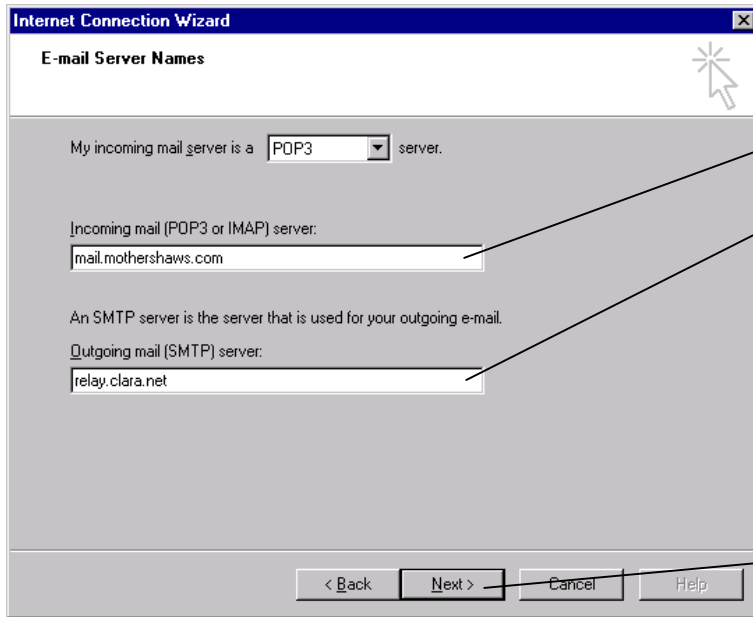 Internet Connection Wizard
E-mail Server Names
My incoming mail server is a POP3 server.
Incoming mail (POP3 or IMAP) server:
mail.mothershaws.com
An SMTP server is the server that is used for your outgoing e-mail.
Outgoing mail (SMTP) server:
relay.clara.net
< Back Next > Cancel Help